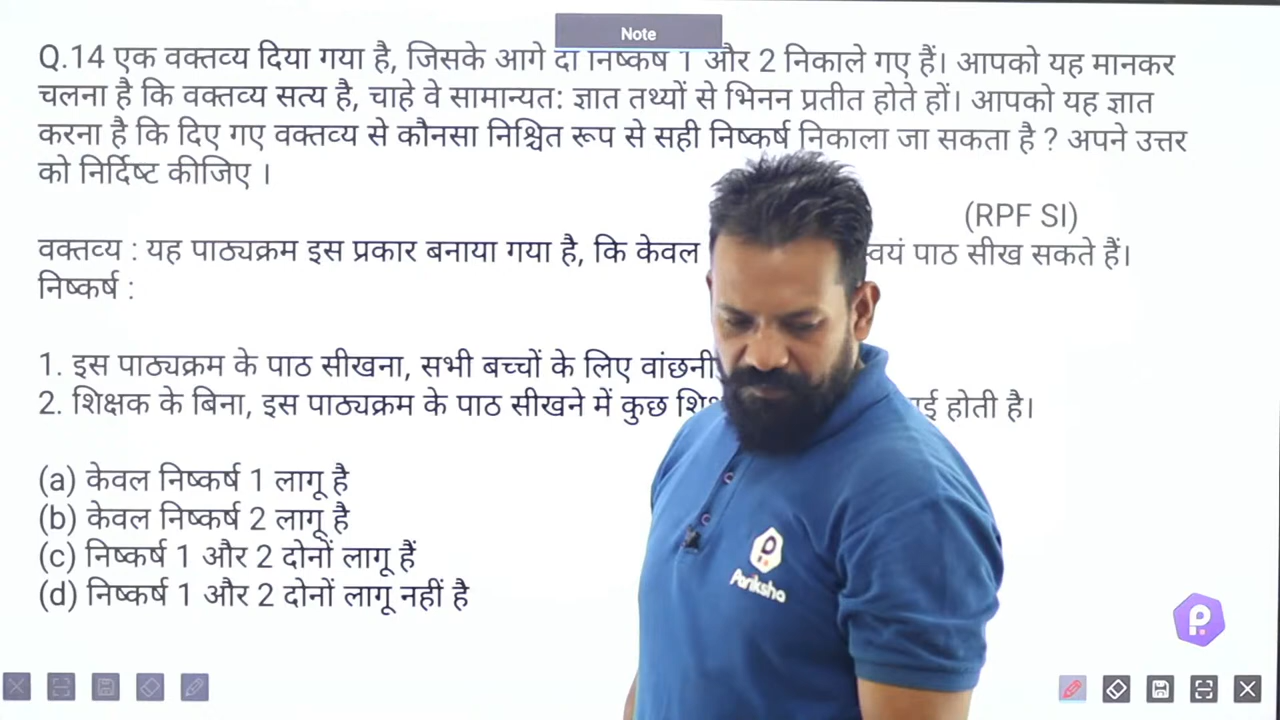 Note
Q.14 एक वक्तव्य दिया गया है, जिसके आगे दो निष्कर्ष 1 और 2 निकाले गए हैं। आपको यह मानकर
चलना है कि वक्तव्य सत्य है, चाहे वे सामान्यत: ज्ञात तथ्यों से भिनन प्रतीत होते हों। आपको यह ज्ञात
करना है कि दिए गए वक्तव्य से कौनसा निश्चित रूप से सही निष्कर्ष निकाला जा सकता है ? अपने उत्तर
को निर्दिष्ट कीजिए ।
(RPF SI)
वक्तव्य : यह पाठ्यक्रम इस प्रकार बनाया गया है, कि केवल पाठ सीख सकते हैं।
निष्कर्ष :
1. इस पाठ्यक्रम के पाठ सीखना, सभी बच्चों के लिए
2. शिक्षक के बिना, इस पाठ्यक्रम के पाठ सीखने में कुछ होती है।
(a) केवल निष्कर्ष 1 लागू है
(b) केवल निष्कर्ष 2 लागू है
(c) निष्कर्ष 1 और 2 दोनों लागू हैं
(d) निष्कर्ष 1 और 2 दोनों लागू नहीं है
Pariksha